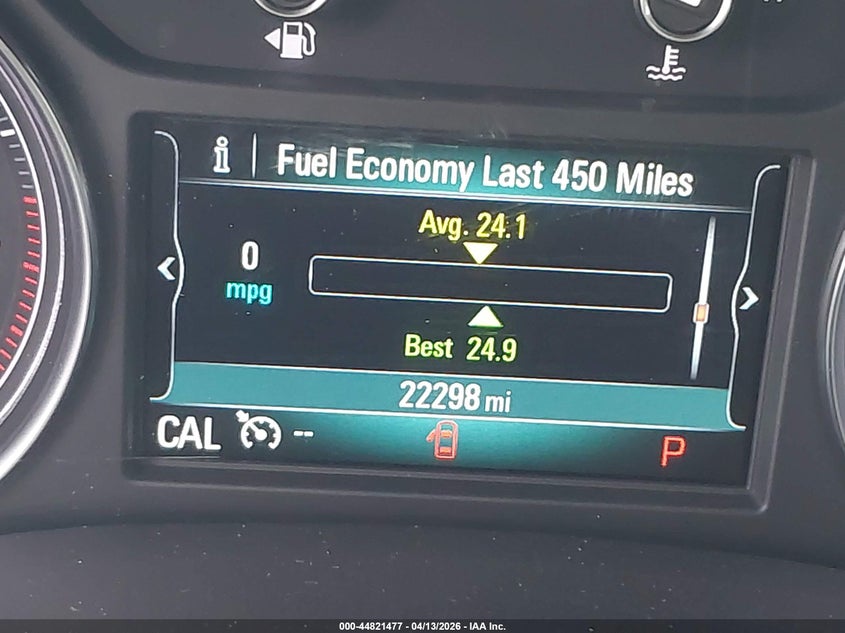 i | Fuel Economy Last 450 Miles
Avg. 24.1
0
mpg
Best 24.9
22298 mi
CAL --
P
000-44821477 - 04/13/2026 - IAA Inc.